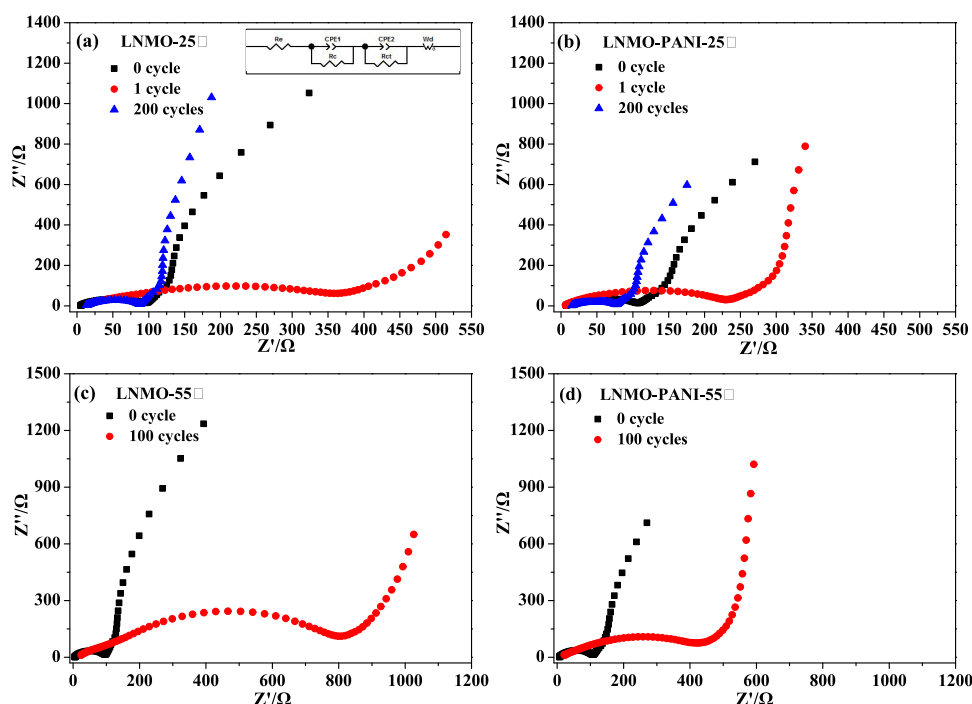 (a) LNMO-25□
0 cycle
1 cycle
200 cycles
Re CPE1 CPE2 Wd
Rc Rct
Z''/Ω
1400
1200
1000
800
600
400
200
0
0 50 100 150 200 250 300 350 400 450 500 550
Z'/Ω
(b) LNMO-PANI-25□
0 cycle
1 cycle
200 cycles
Z''/Ω
1400
1200
1000
800
600
400
200
0
0 50 100 150 200 250 300 350 400 450 500 550
Z'/Ω
(c) LNMO-55□
0 cycle
100 cycles
Z''/Ω
1500
1200
900
600
300
0
0 200 400 600 800 1000 1200
Z'/Ω
(d) LNMO-PANI-55□
0 cycle
100 cycles
Z''/Ω
1500
1200
900
600
300
0
0 200 400 600 800 1000 1200
Z'/Ω